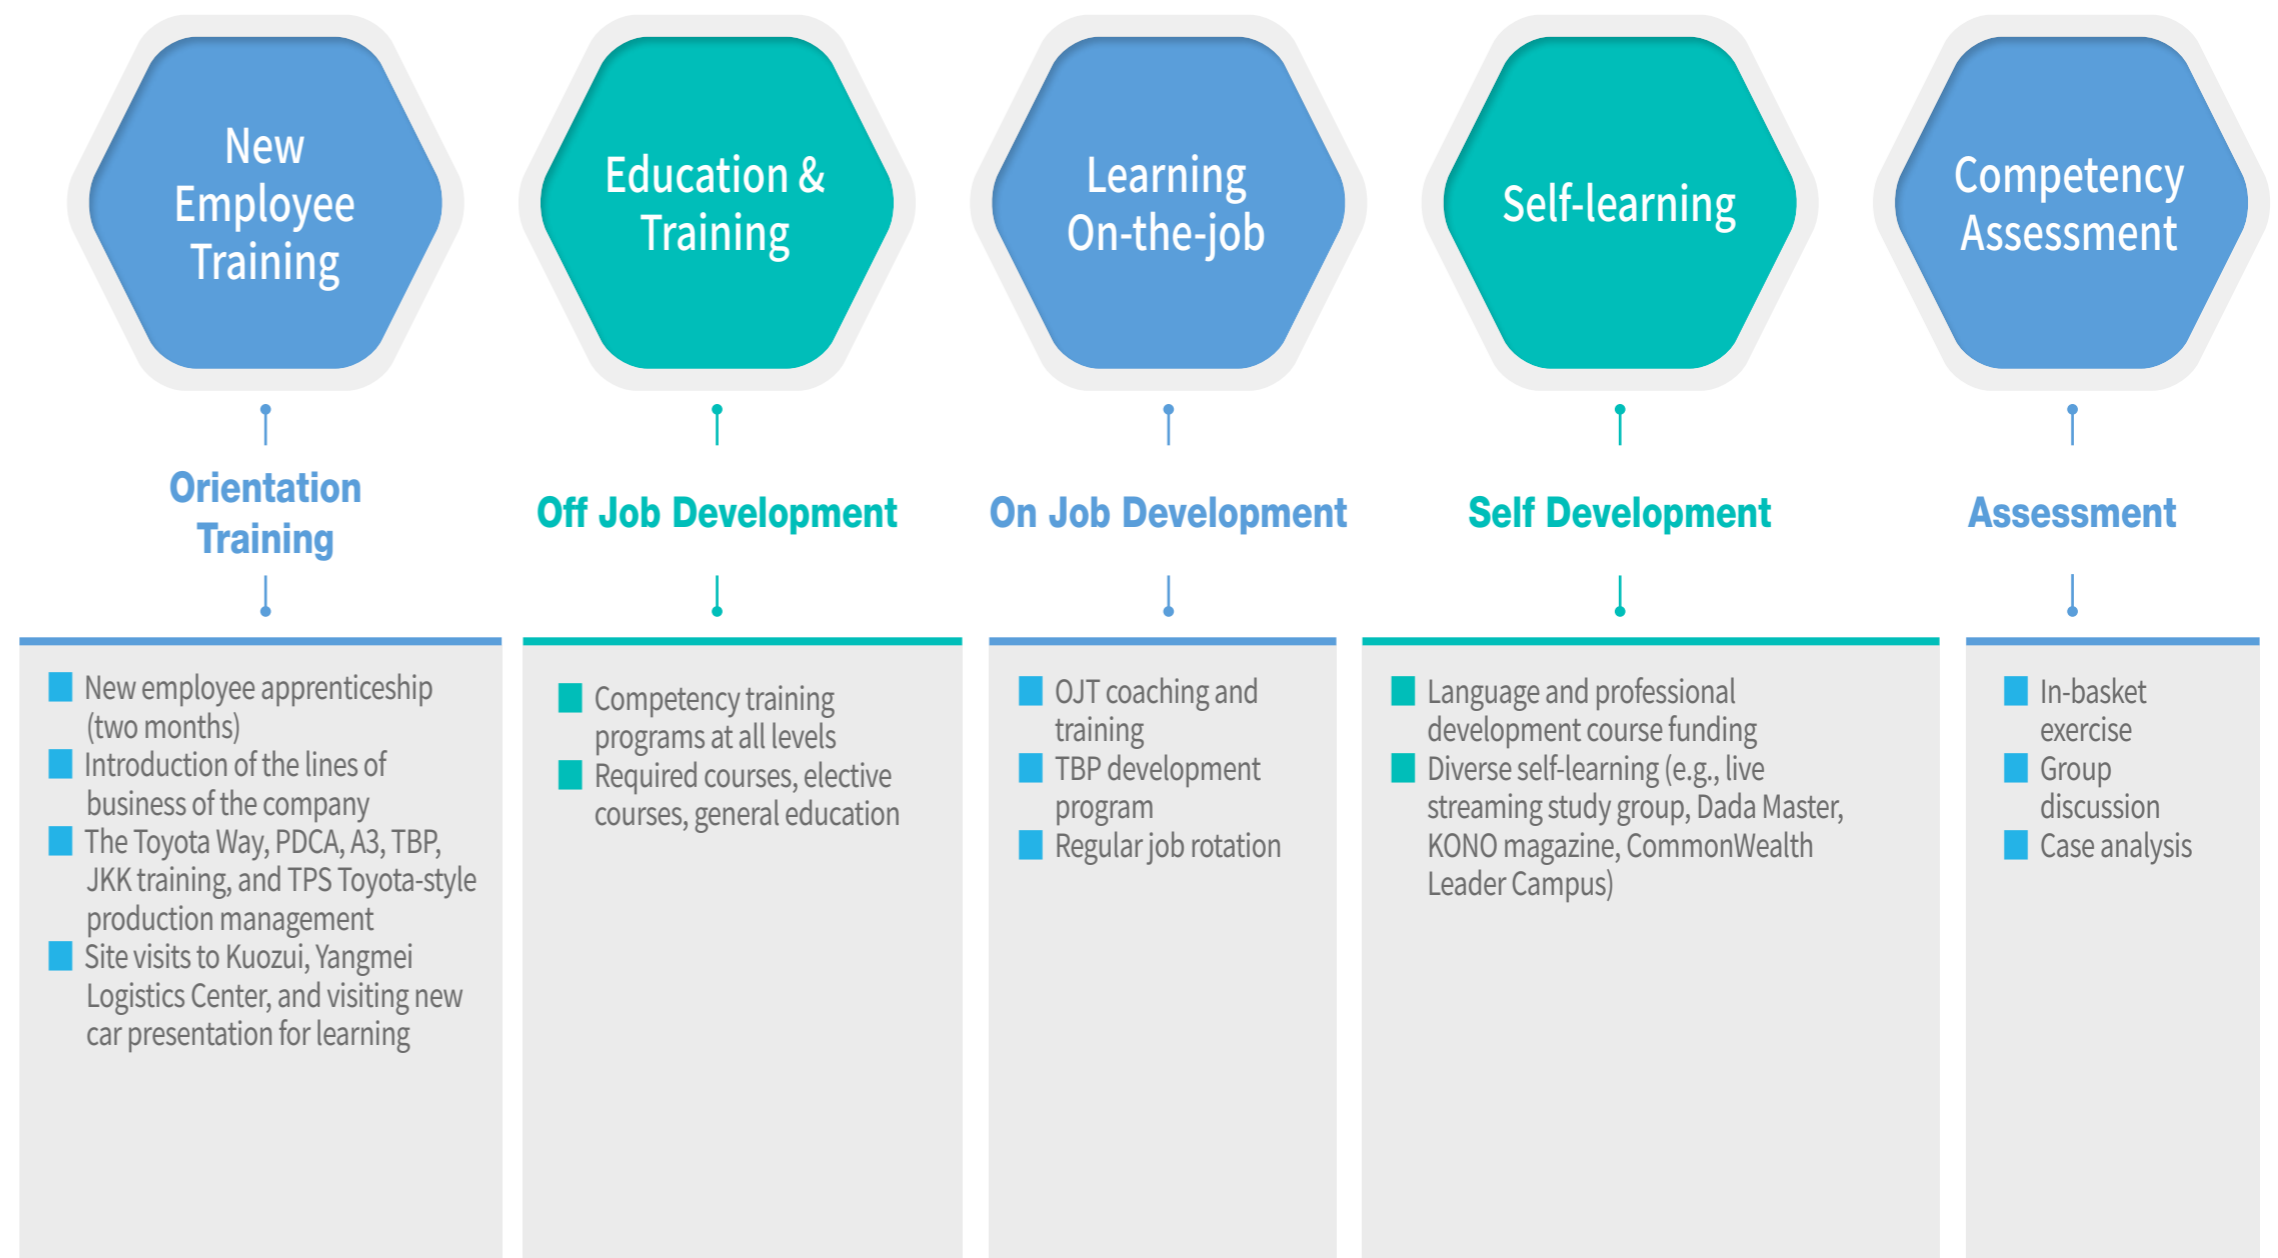 New
Employee
Training
Education &
Training
Learning
On-the-job
Self-learning
Competency
Assessment
Orientation
Training
Off Job Development
On Job Development
Self Development
Assessment
New employee apprenticeship
(two months)
Introduction of the lines of
business of the company
The Toyota Way, PDCA, A3, TBP,
JKK training, and TPS Toyota-style
production management
Site visits to Kuozui, Yangmei
Logistics Center, and visiting new
car presentation for learning
Competency training
programs at all levels
Required courses, elective
courses, general education
OJT coaching and
training
TBP development
program
Regular job rotation
Language and professional
development course funding
Diverse self-learning (e.g., live
streaming study group, Dada Master,
KONO magazine, CommonWealth
Leader Campus)
In-basket
exercise
Group
discussion
Case analysis